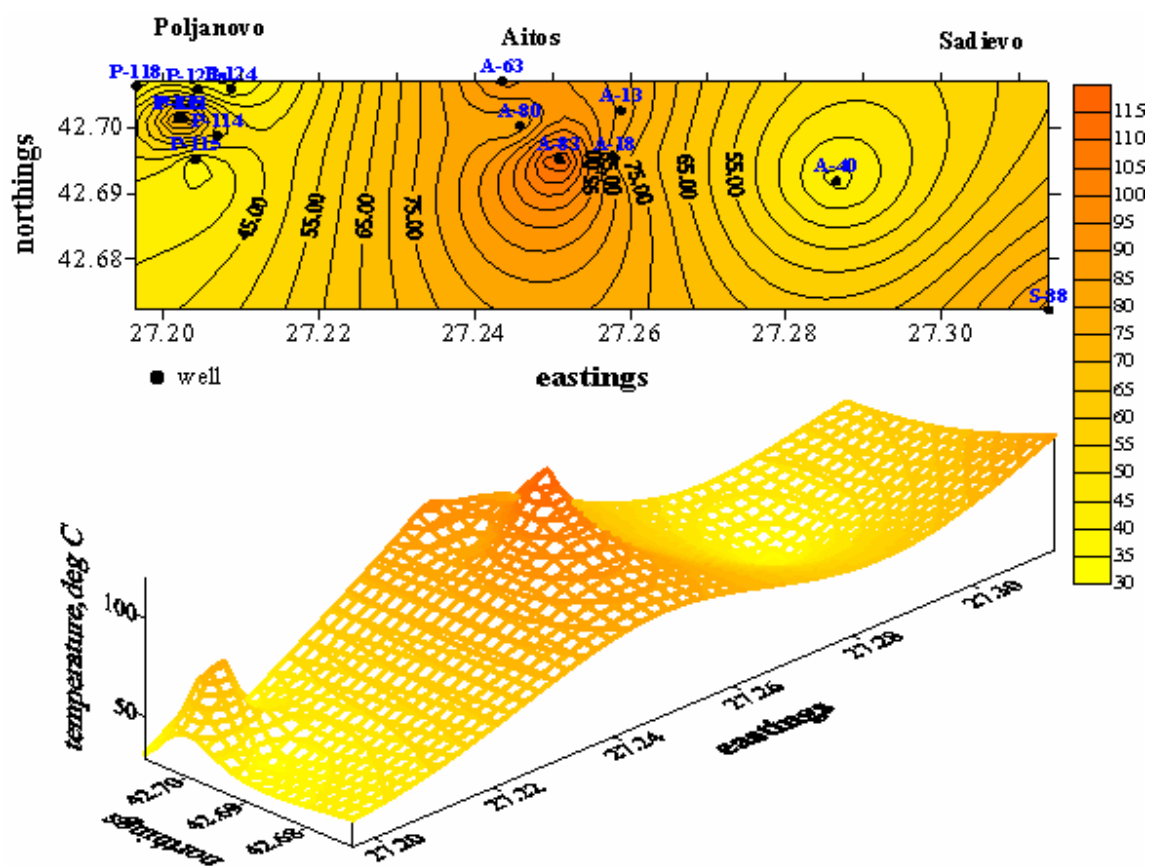 Poljanovo Aitos Sadievo
P-118 P-124 A-63
A-13
A-80
P-114
P-115 A-83 A-18
A-40
S-88
northings
42.70
42.69
42.68
45.00 55.00 65.00 75.00 75.00 65.00 55.00
27.20 27.22 27.24 27.26 27.28 27.30
well
eastings
115
110
105
100
95
90
85
80
75
70
65
60
55
50
45
40
35
30
temperature, deg C
100
50
42.70
42.69
42.68
northings
27.20
27.22
27.24
27.26
27.28
27.30
eastings